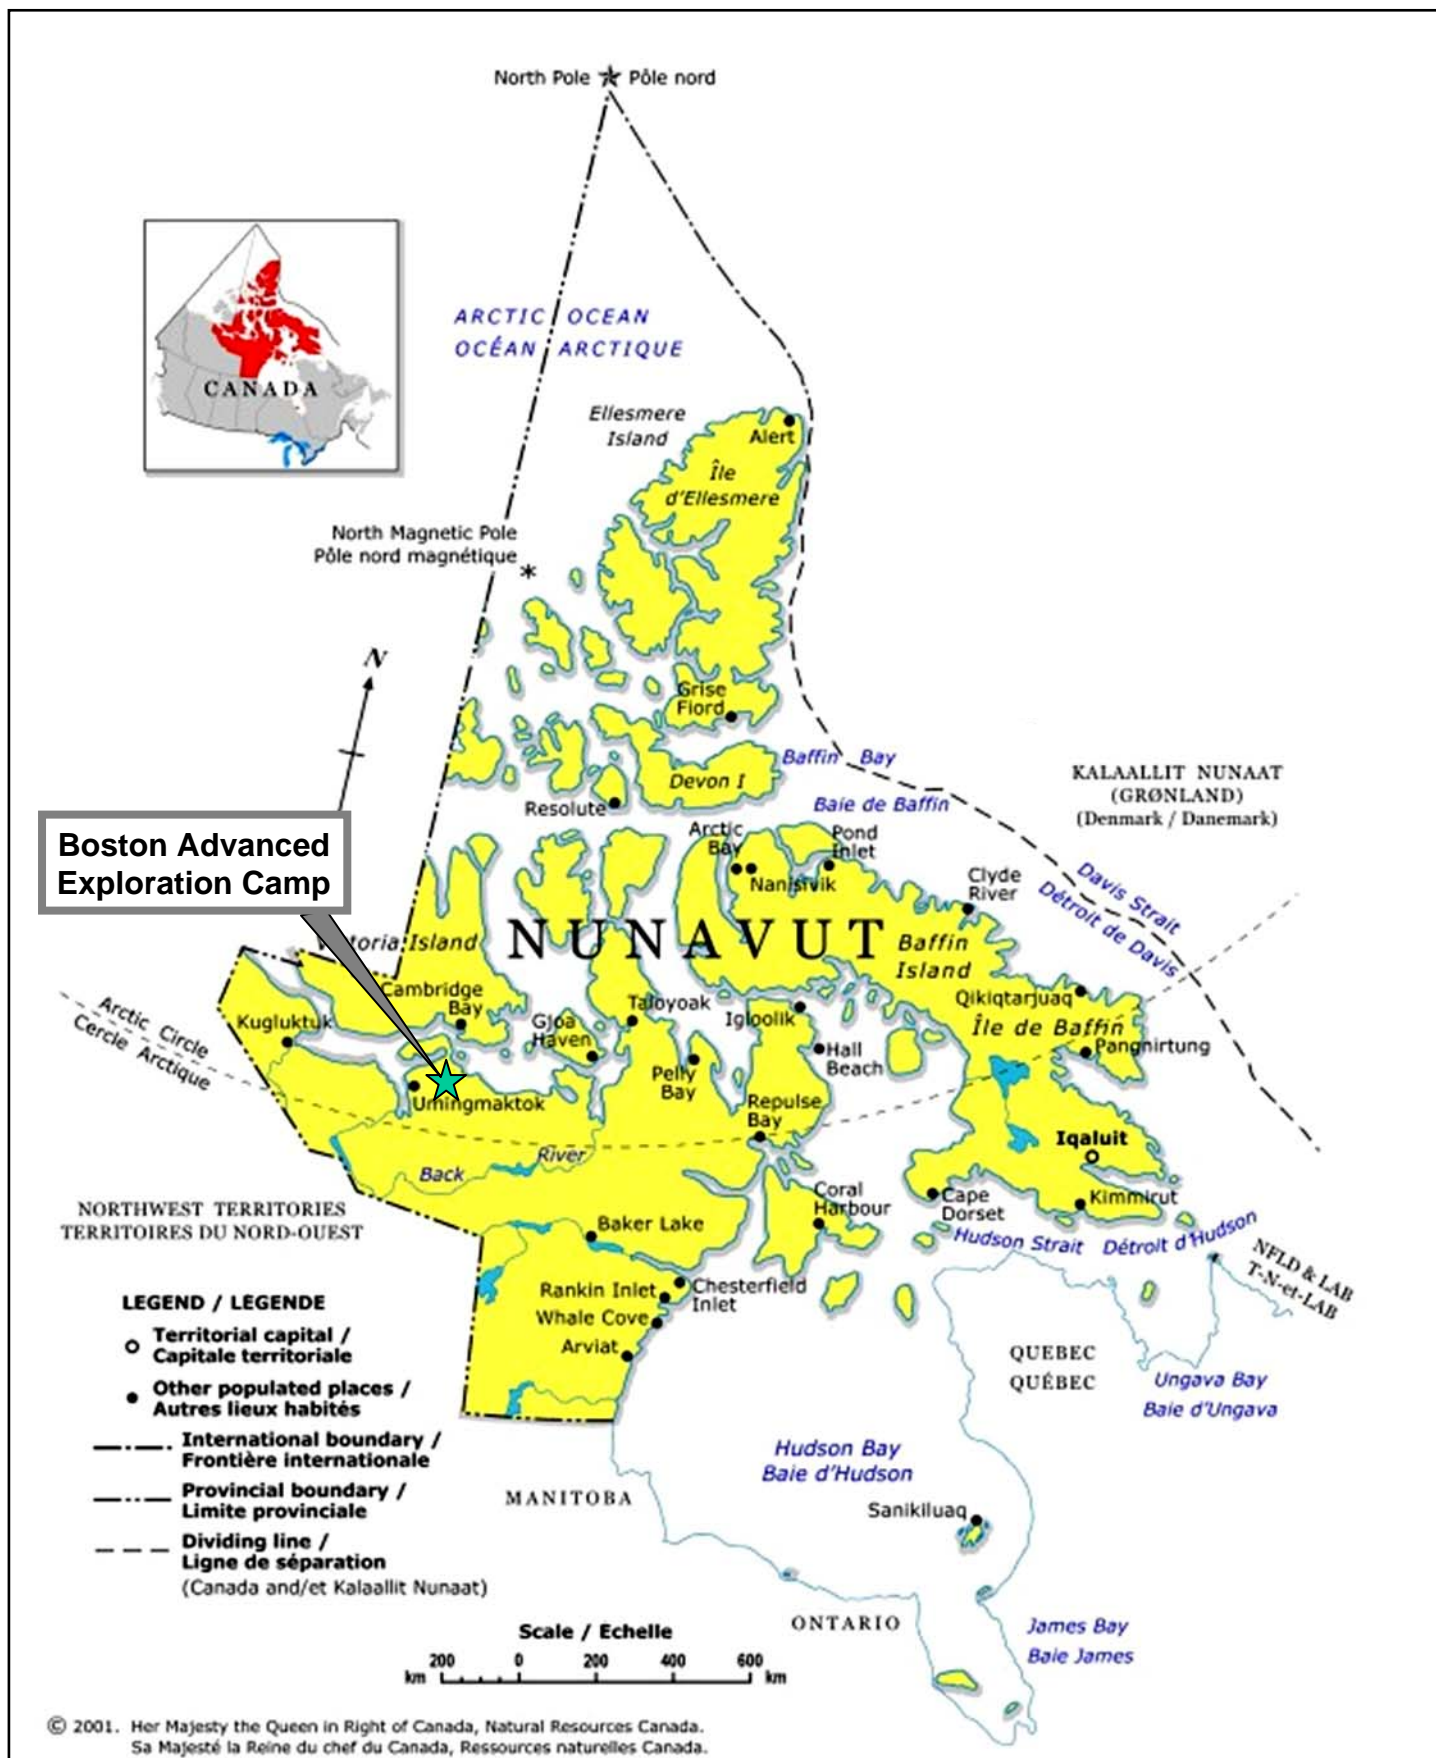 North Pole Pôle nord
CANADA
ARCTIC OCEAN
OCÉAN ARCTIQUE
Ellesmere
Island
Alert
Île
d'Ellesmere
North Magnetic Pole
Pôle nord magnétique
N
Grise
Fiord
Baffin Bay
Devon I
Baie de Baffin
Resolute
KALAALLIT NUNAAT
(GRØNLAND)
(Denmark / Danemark)
Boston Advanced
Exploration Camp
Arctic
Bay
Pond
Inlet
Nanisivik
Clyde
River
Davis Strait
Détroit de Davis
Island
NUNAVUT
Baffin
Island
Cambridge
Bay
Taloyoak
Igloolik
Qikiqtarjuaq
Île de Baffin
Arctic Circle
Cercle Arctique
Kugluktuk
Gjoa
Haven
Hall
Beach
Pangnirtung
Pelly
Bay
Umingmaktok
Repulse
Bay
Iqaluit
Back River
Coral
Harbour
Cape
Dorset
Kimmirut
NORTHWEST TERRITORIES
TERRITOIRES DU NORD-OUEST
Baker Lake
Hudson Strait Détroit d'Hudson
NFLD & LAB
T-N-et-LAB
Rankin Inlet
Chesterfield
Inlet
Whale Cove
Arviat
QUEBEC
QUÉBEC
Ungava Bay
Baie d'Ungava
LEGEND / LÉGENDE
Territorial capital /
Capitale territoriale
Other populated places /
Autres lieux habités
International boundary /
Frontière internationale
Provincial boundary /
Limite provinciale
Dividing line /
Ligne de séparation
(Canada and/et Kalaallit Nunaat)
Hudson Bay
Baie d'Hudson
MANITOBA
Sanikiluaq
ONTARIO
James Bay
Baie James
Scale / Échelle
200 0 200 400 600
km km
© 2001. Her Majesty the Queen in Right of Canada, Natural Resources Canada.
Sa Majesté la Reine du chef du Canada, Ressources naturelles Canada.